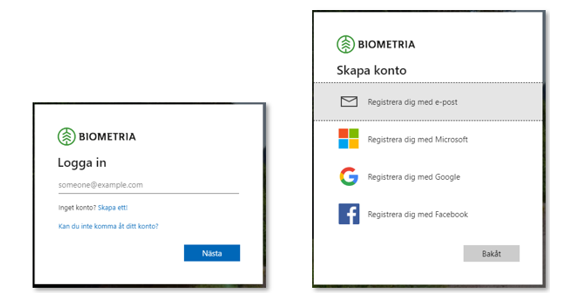 BIOMETRIA
Logga in
someone@example.com
Inget konto? Skapa ett!
Kan du inte komma åt ditt konto?
Nästa
BIOMETRIA
Skapa konto
Registrera dig med e-post
Registrera dig med Microsoft
Registrera dig med Google
Registrera dig med Facebook
Bakåt